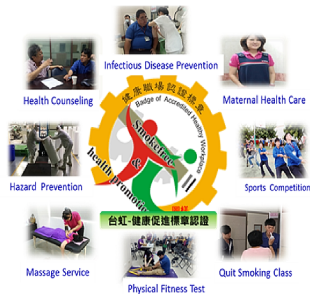 Infectious Disease Prevention
Health Counseling
Maternal Health Care
健康職場認證標章
Badge of Accredited Healthy Workplace
Smokefree
&
health promotion
Hazard Prevention
Sports Competition
台虹-健康促進標章認證
Massage Service
Quit Smoking Class
Physical Fitness Test